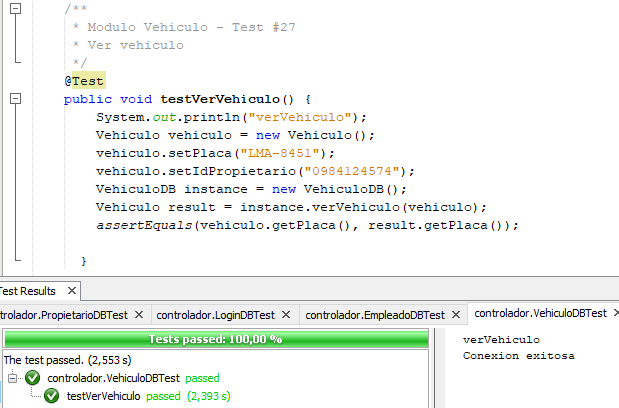 /**
* Modulo Vehiculo - Test #27
* Ver vehiculo
*/
@Test
public void testVerVehiculo() {
System.out.println("verVehiculo");
Vehiculo vehiculo = new Vehiculo();
vehiculo.setPlaca("LMA-8451");
vehiculo.setIdPropietario("0984124574");
VehiculoDB instance = new VehiculoDB();
Vehiculo result = instance.verVehiculo(vehiculo);
assertEquals(vehiculo.getPlaca(), result.getPlaca());
}
Test Results
ntrolador.PropietarioDBTest controlador.LoginDBTest controlador.EmpleadoDBTest controlador.VehiculoDBTest
Tests passed: 100,00 %
The test passed. (2,553 s)
controlador.VehiculoDBTest passed
testVerVehiculo passed (2,393 s)
verVehiculo
Conexion exitosa